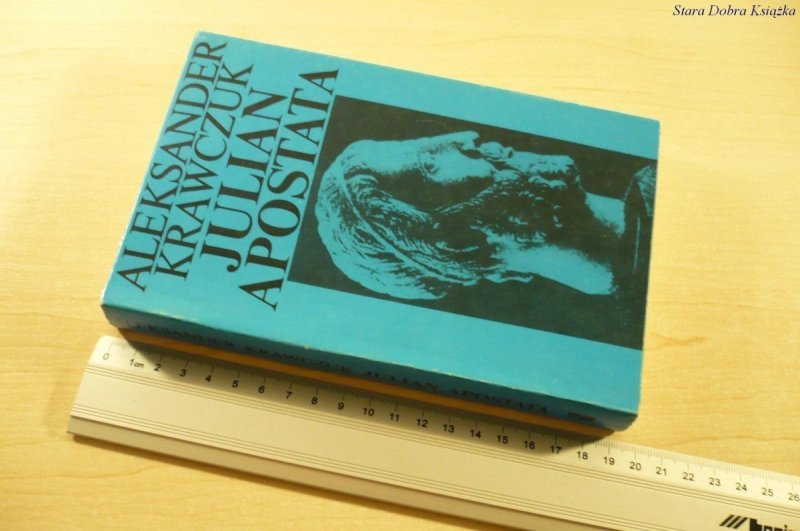 Stara Dobra Książka
ALEKSANDER
KRAWCZUK
JULIAN
APOSTATA
ALEKSANDER KRAWCZUK JULIAN APOSTATA
0 1cm 2 3 4 5 6 7 8 9 10 11 12 13 14 15 16 17 18 19 20 21 22 23 24 25 26